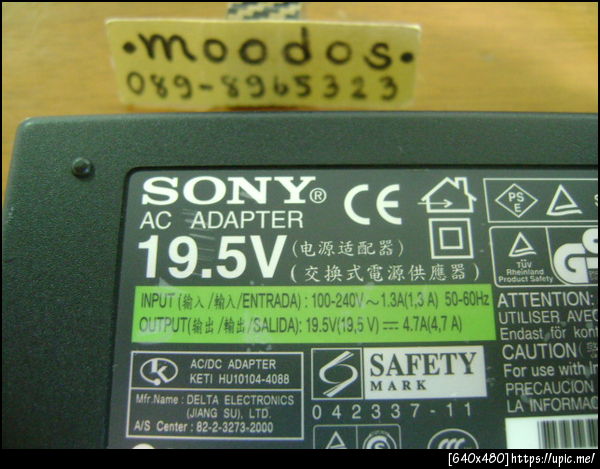 •moodos•
089-8965323
SONY®
AC ADAPTER
19.5V (电源适配器)
(交換式電源供應器)
CE
PS
E
TÜV
Rheinland
Product Safety
GS
INPUT(输入/輸入/ENTRADA): 100-240V～1.3A(1,3 A) 50-60Hz
OUTPUT(输出/輸出/SALIDA): 19.5V(19,5 V) ⎓ 4.7A(4,7 A)
ATTENTION:
UTILISER AVEC
Endast för kont
CAUTION
For use with In
PRECAUCION
LA INFORMAC
K
AC/DC ADAPTER
KETI HU10104-4088
Mfr.Name : DELTA ELECTRONICS
(JIANG SU), LTD.
A/S Center : 82-2-3273-2000
S SAFETY
MARK
042337-11
[640x480]https://upic.me/